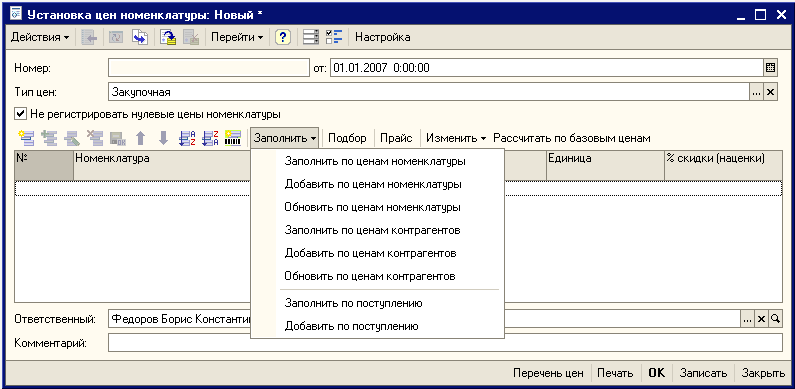 Установка цен номенклатуры: Новый *
Действия Перейти ? Настройка
Номер: от: 01.01.2007 0:00:00
Тип цен: Закупочная ... x
Не регистрировать нулевые цены номенклатуры
Заполнить Подбор Прайс Изменить Рассчитать по базовым ценам
№ Номенклатура Единица % скидки (наценки)
Заполнить по ценам номенклатуры
Добавить по ценам номенклатуры
Обновить по ценам номенклатуры
Заполнить по ценам контрагентов
Добавить по ценам контрагентов
Обновить по ценам контрагентов
Заполнить по поступлению
Добавить по поступлению
Ответственный: Федоров Борис Константи ... x
Комментарий:
Перечень цен Печать OK Записать Закрыть